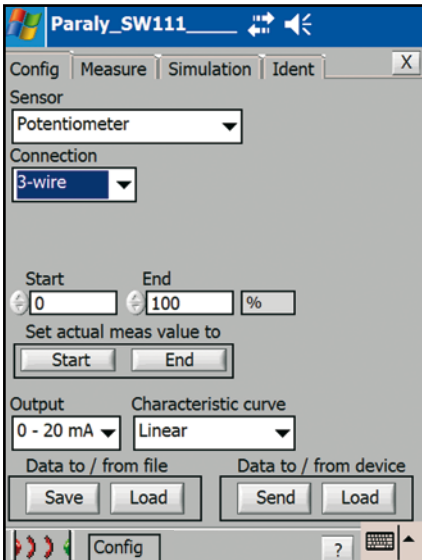 Paraly_SW111____
Config Measure Simulation Ident X
Sensor
Potentiometer
Connection
3-wire
Start End
0 100 %
Set actual meas value to
Start End
Output Characteristic curve
0 - 20 mA Linear
Data to / from file Data to / from device
Save Load Send Load
Config ?